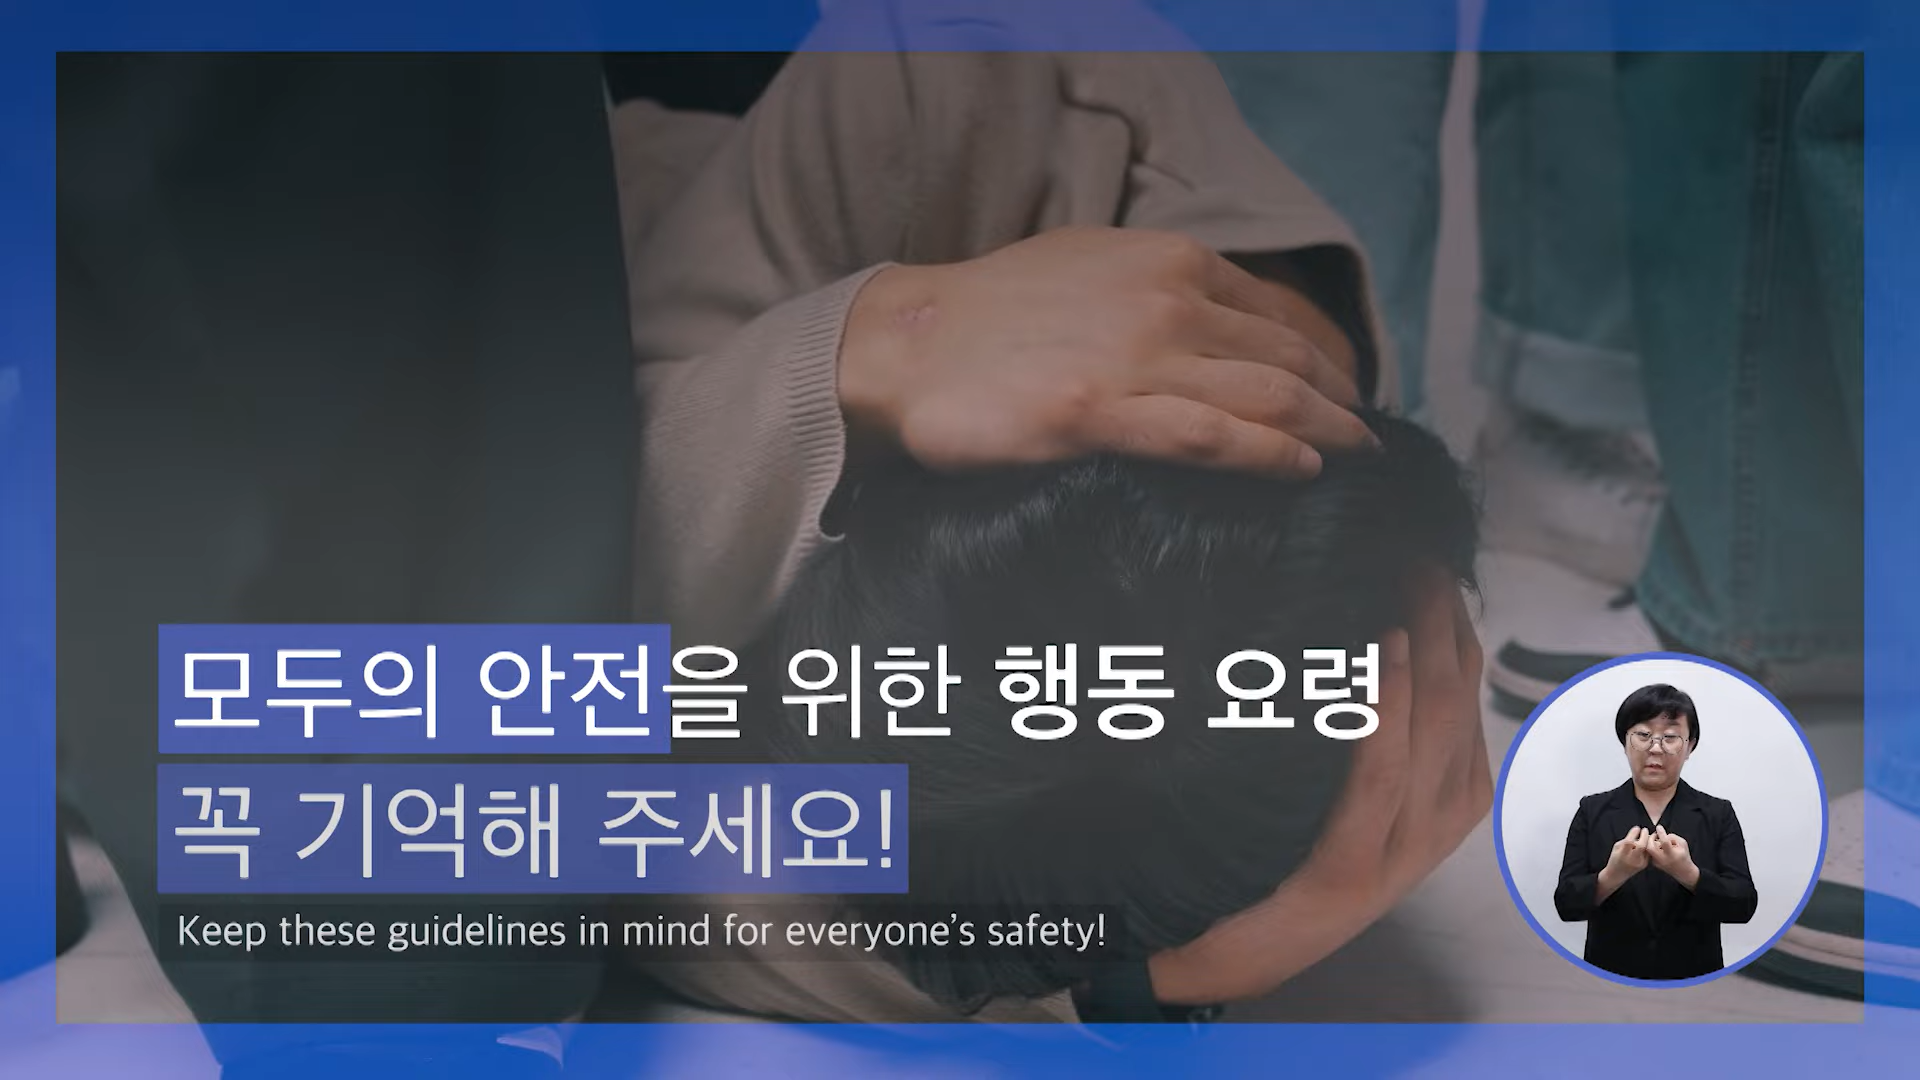 모두의 안전을 위한 행동 요령
꼭 기억해 주세요!
Keep these guidelines in mind for everyone’s safety!